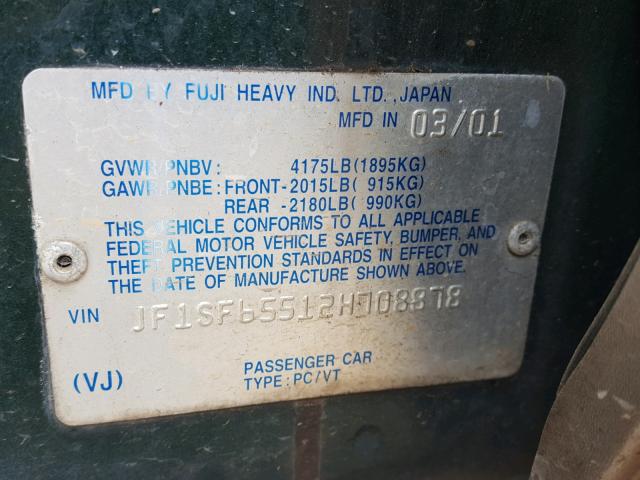 MFD BY FUJI HEAVY IND. LTD., JAPAN
MFD IN 03/01
GVWR/PNBV: 4175LB(1895KG)
GAWR/PNBE: FRONT-2015LB( 915KG)
REAR -2180LB( 990KG)
THIS VEHICLE CONFORMS TO ALL APPLICABLE
FEDERAL MOTOR VEHICLE SAFETY, BUMPER, AND
THEFT PREVENTION STANDARDS IN EFFECT ON
THE DATE OF MANUFACTURE SHOWN ABOVE.
VIN JF1SF65512H708878
PASSENGER CAR
(VJ) TYPE: PC/VT